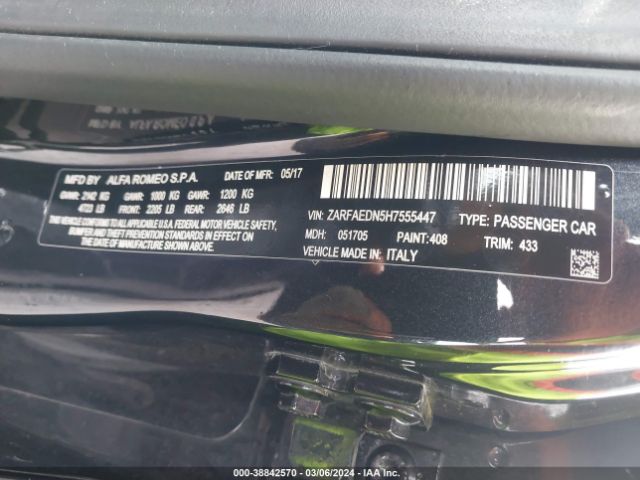 MFD BY ALFA ROMEO S.P.A. DATE OF MFR 05/17
GAWR: 2142 KG GAWR: 1000 KG GAWR: 1200 KG
4723 LB FRONT: 2205 LB REAR: 2646 LB
THIS VEHICLE CONFORMS TO ALL APPLICABLE U.S.A. FEDERAL MOTOR VEHICLE SAFETY,
BUMPER AND THEFT PREVENTION STANDARDS IN EFFECT ON
THE DATE OF MANUFACTURE SHOWN ABOVE.
VIN: ZARFAEDN5H7555447 TYPE: PASSENGER CAR
MDH: 051705 PAINT: 408 TRIM: 433
VEHICLE MADE IN: ITALY
000-38842570 - 03/06/2024 - IAAI.COM